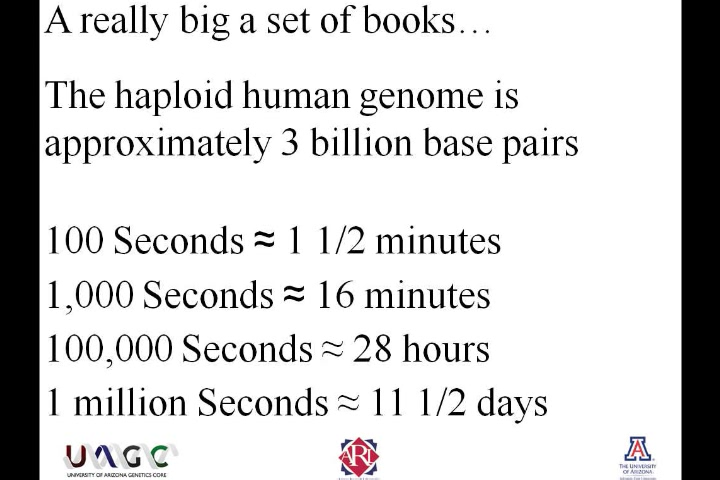 A really big a set of books…
The haploid human genome is
approximately 3 billion base pairs
100 Seconds ≈ 1 1/2 minutes
1,000 Seconds ≈ 16 minutes
100,000 Seconds ≈ 28 hours
1 million Seconds ≈ 11 1/2 days
UAGC
UNIVERSITY OF ARIZONA GENETICS CORE
ARL
A
THE UNIVERSITY
OF ARIZONA